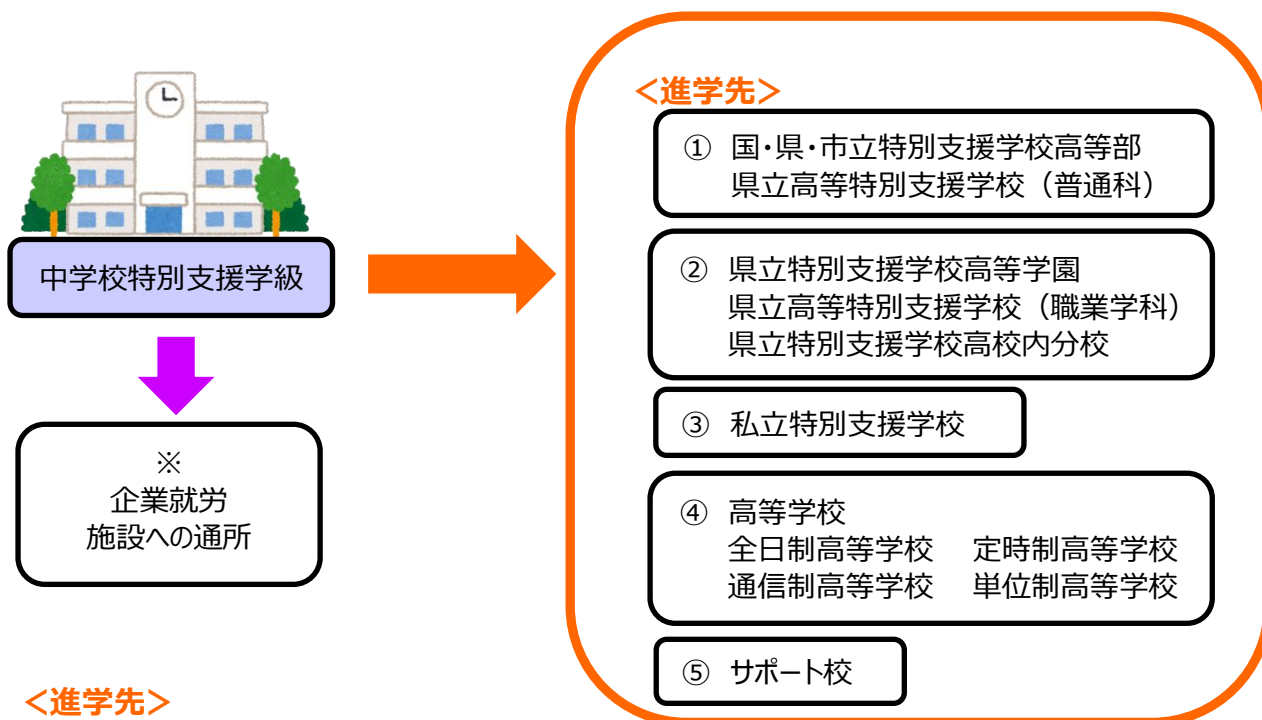 中学校特別支援学級
※
企業就労
施設への通所
＜進学先＞
① 国・県・市立特別支援学校高等部
県立高等特別支援学校（普通科）
② 県立特別支援学校高等学園
県立高等特別支援学校（職業学科）
県立特別支援学校高校内分校
③ 私立特別支援学校
④ 高等学校
全日制高等学校　定時制高等学校
通信制高等学校　単位制高等学校
⑤ サポート校
＜進学先＞